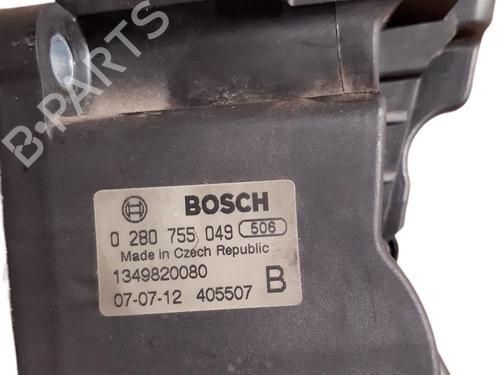 B-PARTS
BOSCH
0 280 755 049 506
Made in Czech Republic
1349820080
07-07-12 405507 B